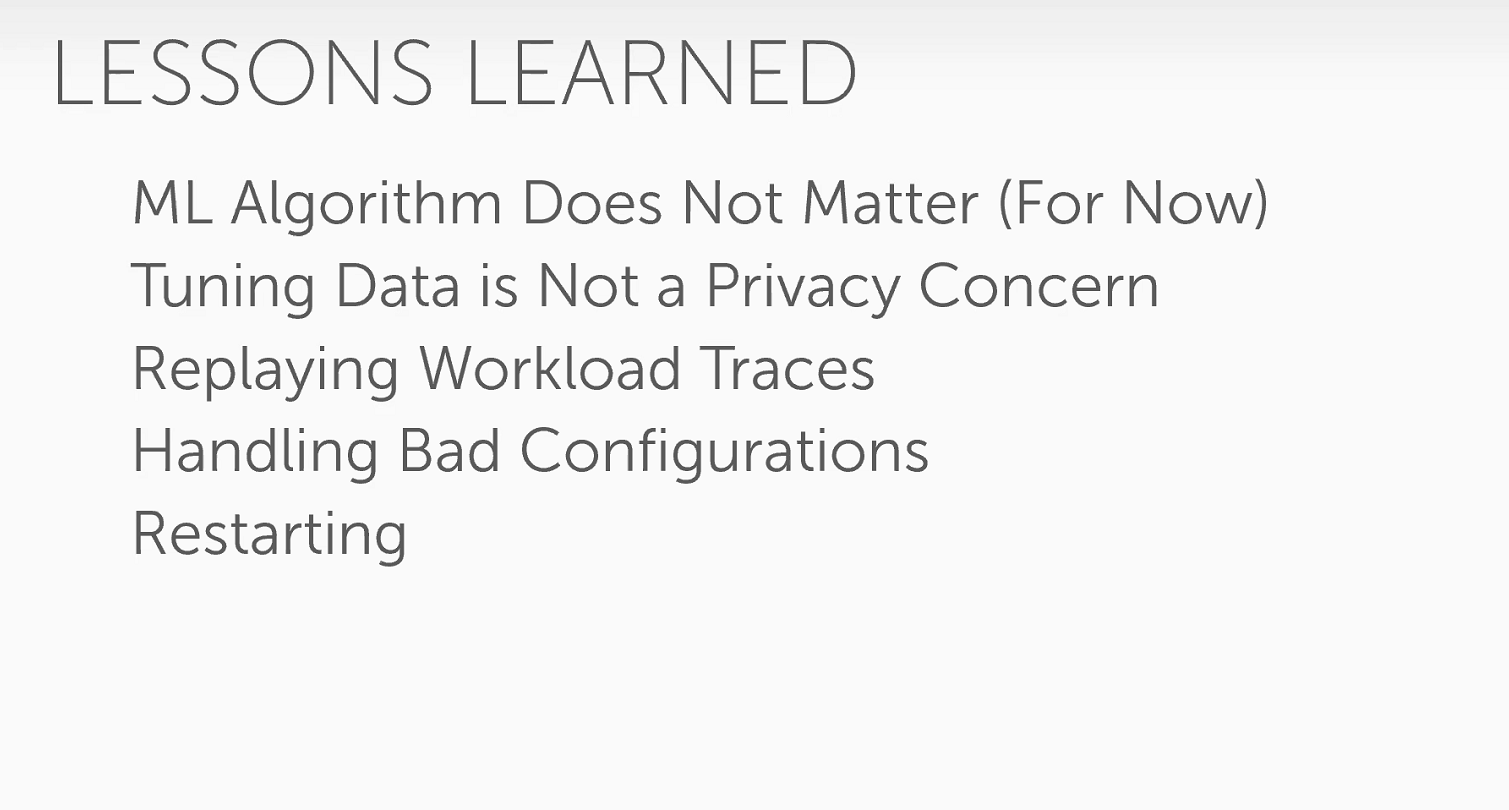 LESSONS LEARNED
ML Algorithm Does Not Matter (For Now)
Tuning Data is Not a Privacy Concern
Replaying Workload Traces
Handling Bad Configurations
Restarting